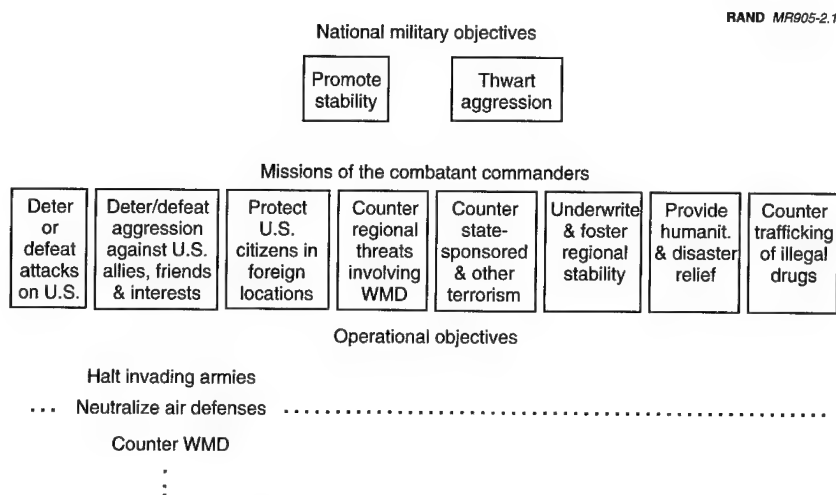 RAND MR905-2.1
National military objectives
Promote
stability
Thwart
aggression
Missions of the combatant commanders
Deter
or
defeat
attacks
on U.S.
Deter/defeat
aggression
against U.S.
allies, friends
& interests
Protect
U.S.
citizens in
foreign
locations
Counter
regional
threats
involving
WMD
Counter
state-
sponsored
& other
terrorism
Underwrite
& foster
regional
stability
Provide
humanit.
& disaster
relief
Counter
trafficking
of illegal
drugs
Operational objectives
Halt invading armies
... Neutralize air defenses ................................................
Counter WMD